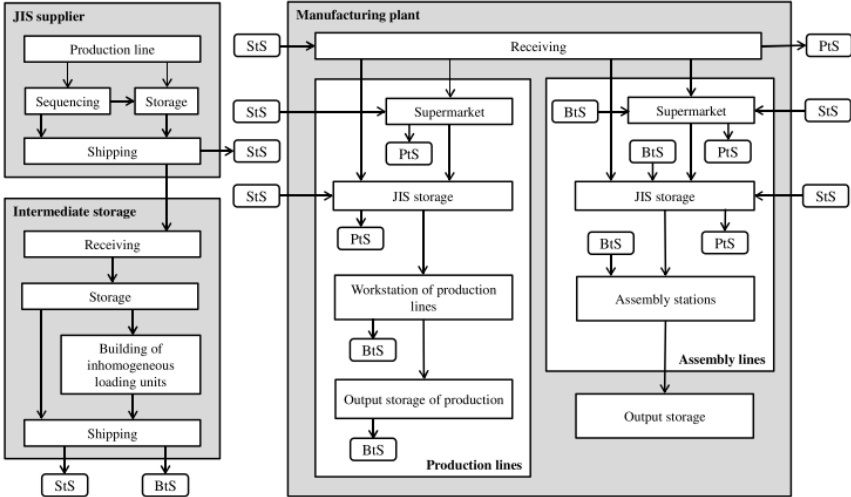 JIS supplier
Production line
Sequencing
Storage
Shipping
StS
Intermediate storage
Receiving
Storage
Building of
inhomogeneous
loading units
Shipping
StS
BtS
Manufacturing plant
StS
Receiving
PtS
StS
Supermarket
PtS
StS
JIS storage
PtS
Workstation of production
lines
BtS
Output storage of production
BtS
Production lines
BtS
Supermarket
StS
BtS
PtS
JIS storage
StS
BtS
PtS
Assembly stations
Assembly lines
Output storage